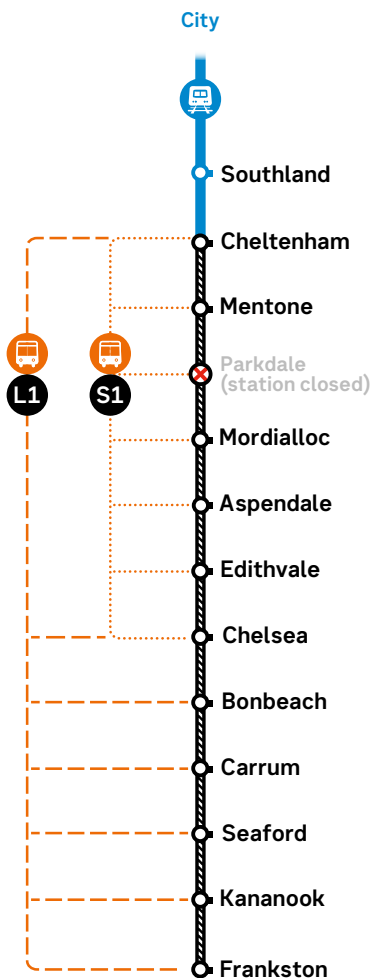 City
Southland
Cheltenham
Mentone
Parkdale
(station closed)
L1
S1
Mordialloc
Aspendale
Edithvale
Chelsea
Bonbeach
Carrum
Seaford
Kananook
Frankston